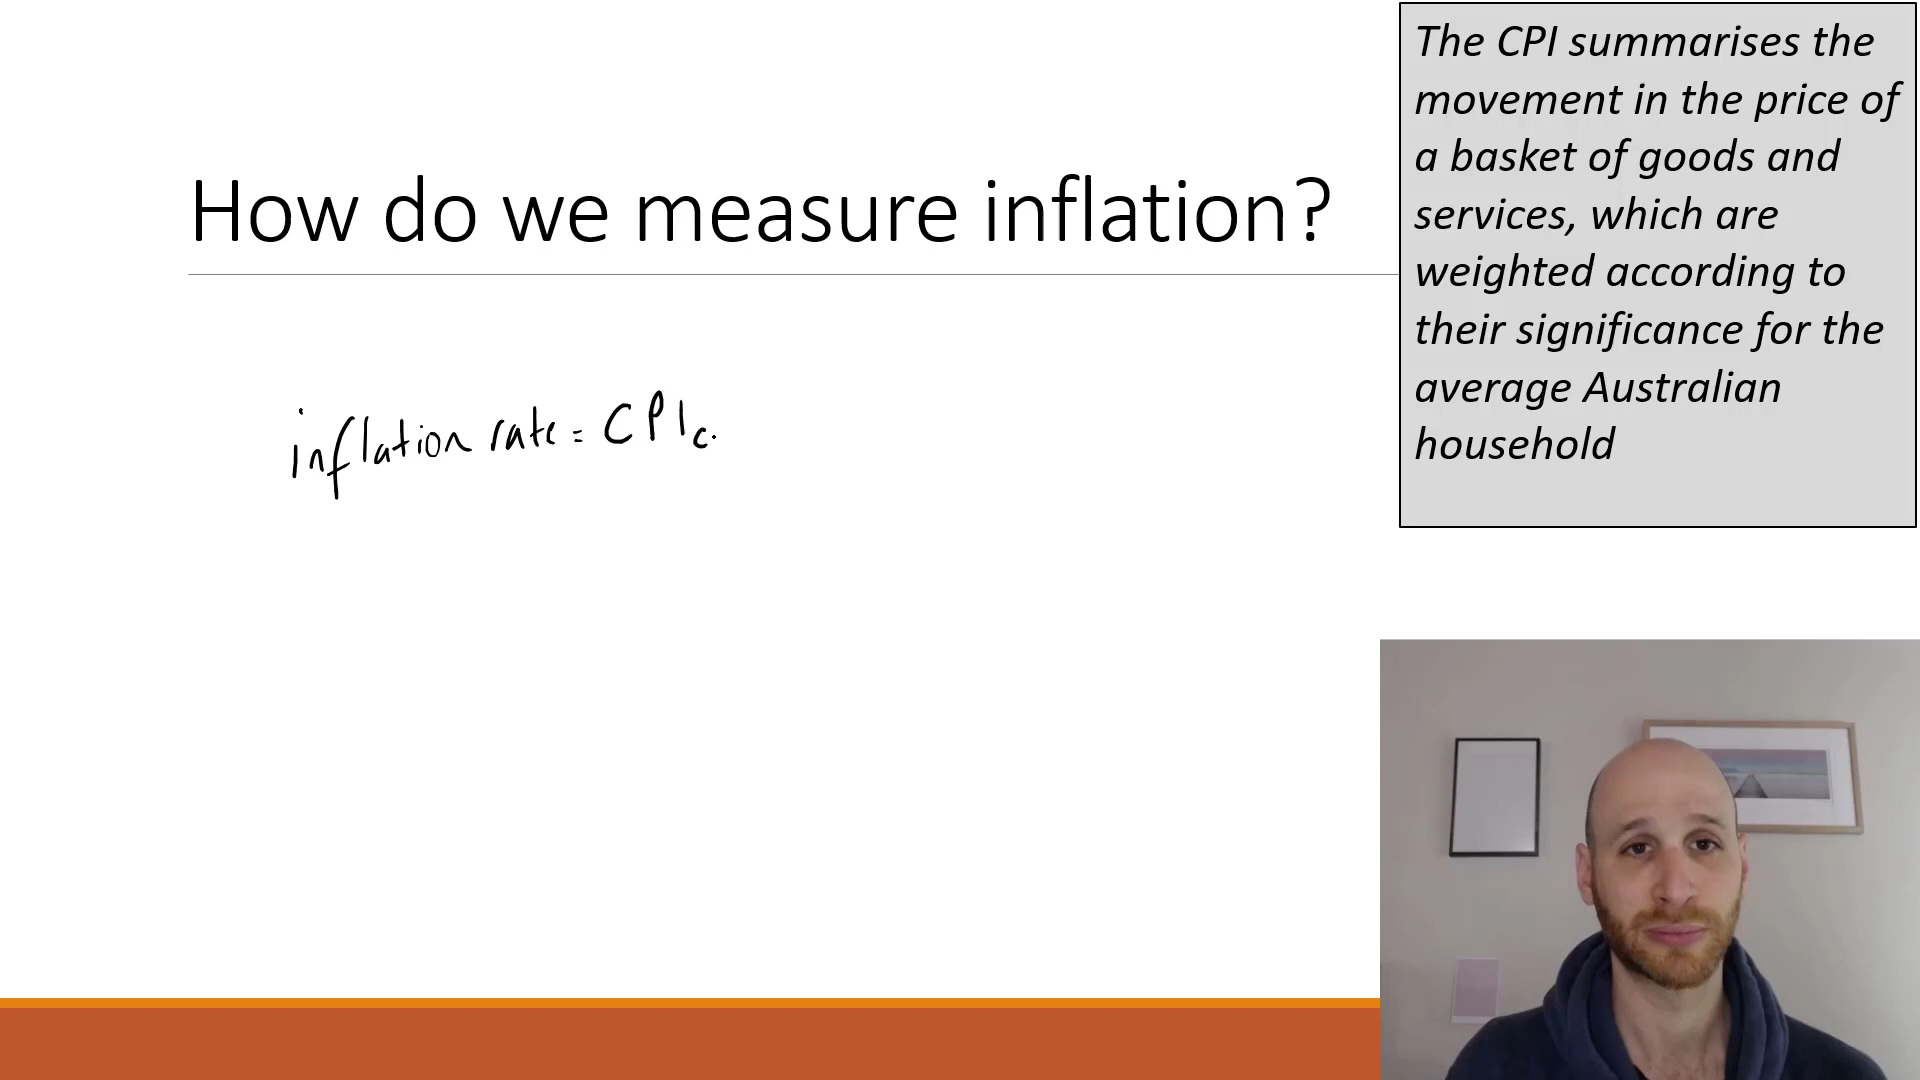 How do we measure inflation?
inflation rate = CPI c.
The CPI summarises the
movement in the price of
a basket of goods and
services, which are
weighted according to
their significance for the
average Australian
household